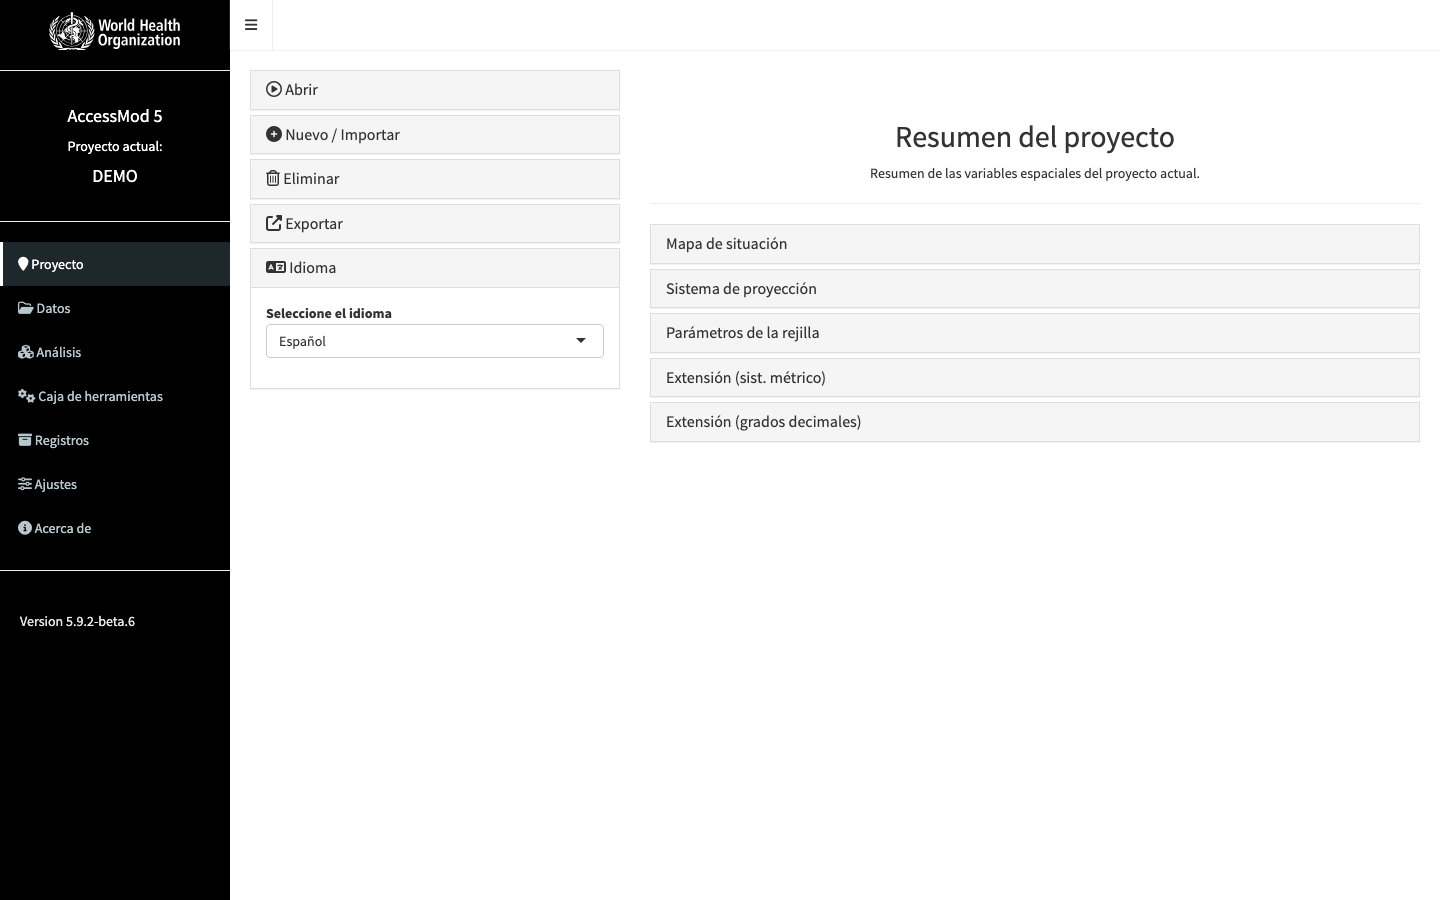 World Health
Organization
AccessMod 5
Proyecto actual:
DEMO
Proyecto
Datos
Análisis
Caja de herramientas
Registros
Ajustes
Acerca de
Version 5.9.2-beta.6
Abrir
Nuevo / Importar
Eliminar
Exportar
Idioma
Seleccione el idioma
Español
Resumen del proyecto
Resumen de las variables espaciales del proyecto actual.
Mapa de situación
Sistema de proyección
Parámetros de la rejilla
Extensión (sist. métrico)
Extensión (grados decimales)